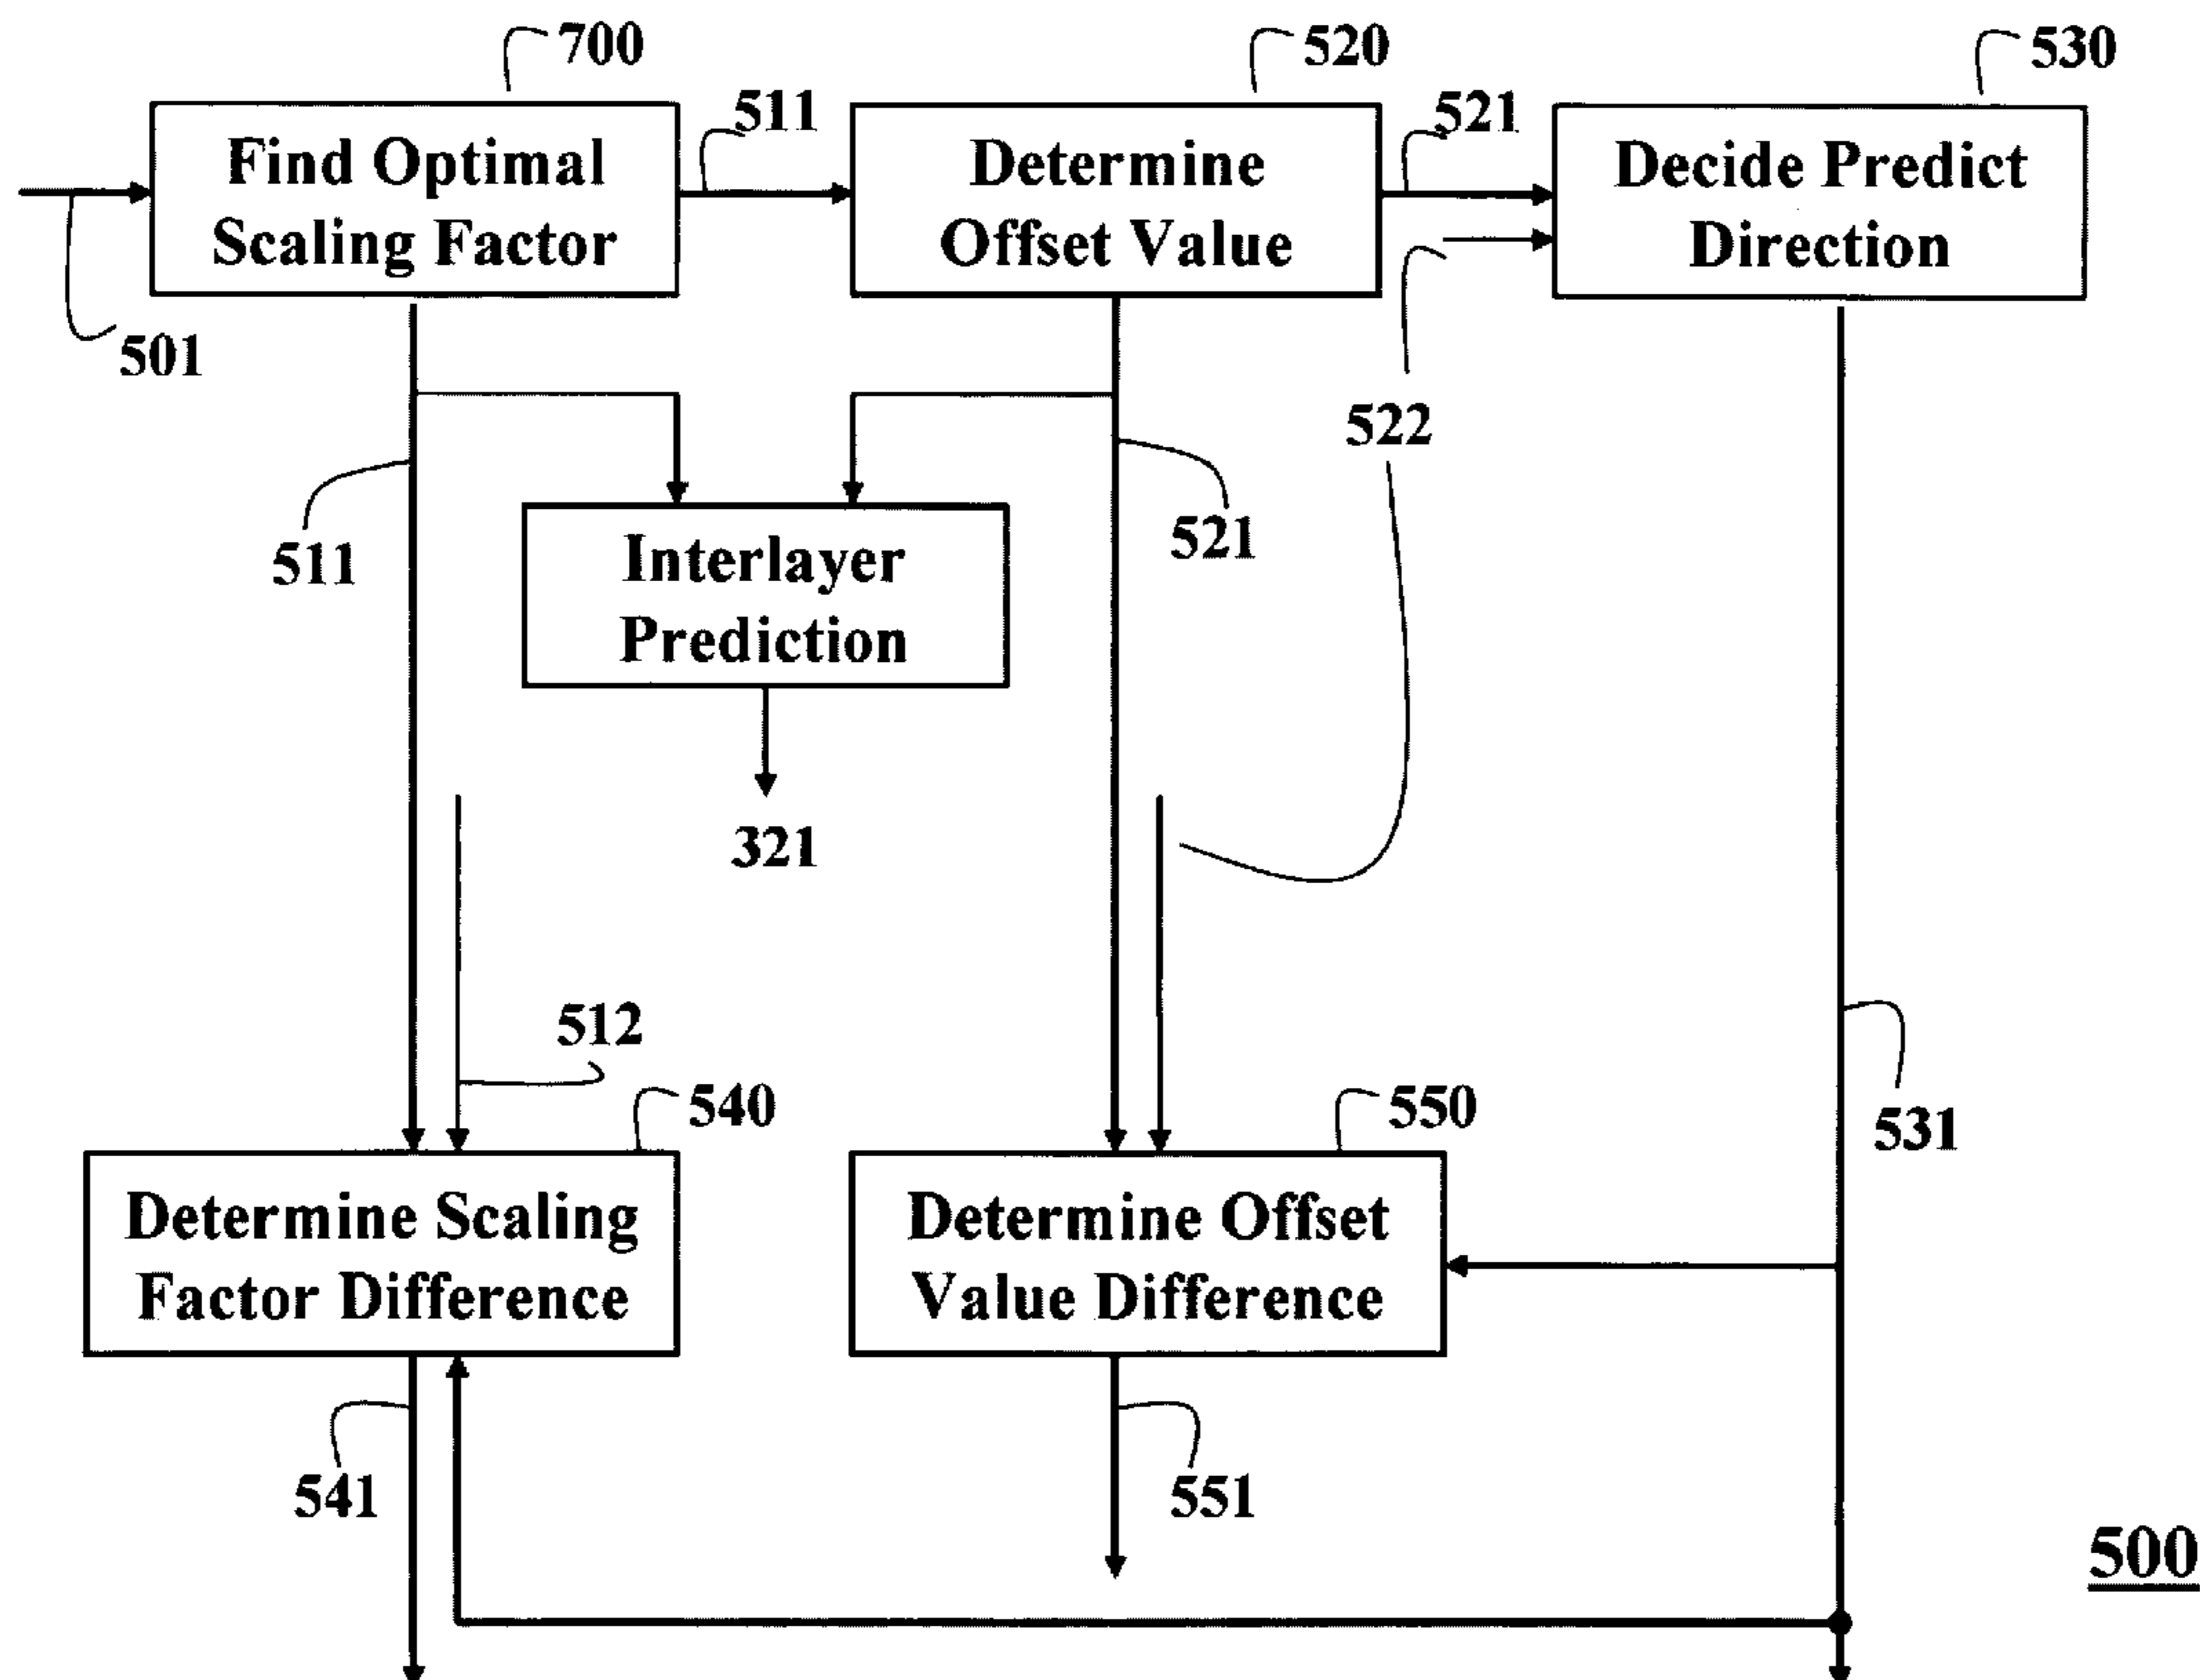 700
520
530
511
521
Find Optimal
Scaling Factor
Determine
Offset Value
Decide Predict
Direction
501
522
511
521
Interlayer
Prediction
321
512
540
550
531
Determine Scaling
Factor Difference
Determine Offset
Value Difference
541
551
500